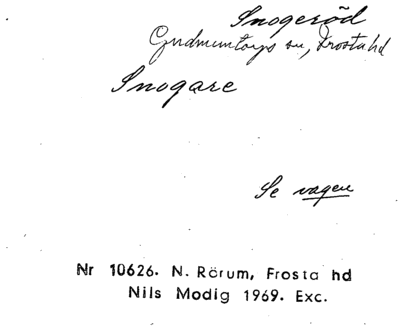 Snogeröd
Gudmuntorps sn, Frosta hd
Snogare
Se vagen
Nr 10626. N. Rörum, Frosta hd
Nils Modig 1969. Exc.